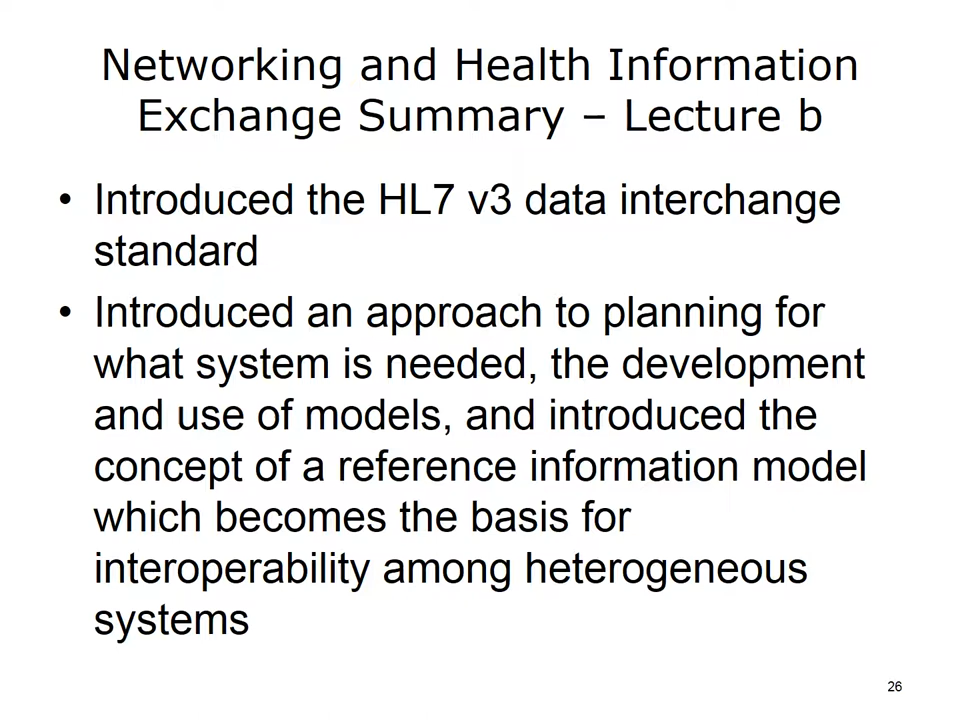 Networking and Health Information
Exchange Summary – Lecture b
• Introduced the HL7 v3 data interchange
standard
• Introduced an approach to planning for
what system is needed, the development
and use of models, and introduced the
concept of a reference information model
which becomes the basis for
interoperability among heterogeneous
systems
26